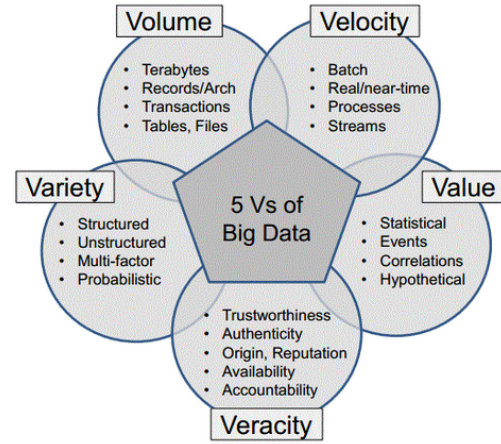 Volume
• Terabytes
• Records/Arch
• Transactions
• Tables, Files
Velocity
• Batch
• Real/near-time
• Processes
• Streams
Variety
• Structured
• Unstructured
• Multi-factor
• Probabilistic
5 Vs of
Big Data
Value
• Statistical
• Events
• Correlations
• Hypothetical
• Trustworthiness
• Authenticity
• Origin, Reputation
• Availability
• Accountability
Veracity